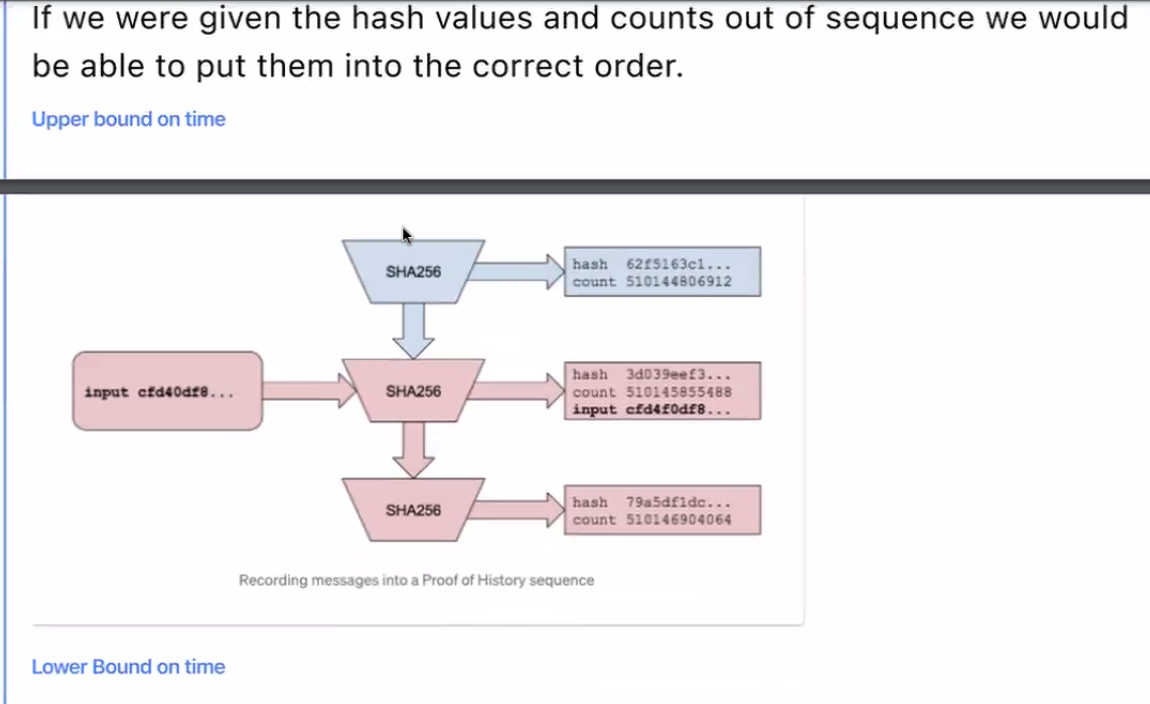 If we were given the hash values and counts out of sequence we would
be able to put them into the correct order.
Upper bound on time
SHA256
hash 62f5163c1...
count 510144806912
input cfd40df8...
SHA256
hash 3d039eef3...
count 510145855488
input cfd4f0df8...
SHA256
hash 79a5df1dc...
count 510146904064
Recording messages into a Proof of History sequence
Lower Bound on time